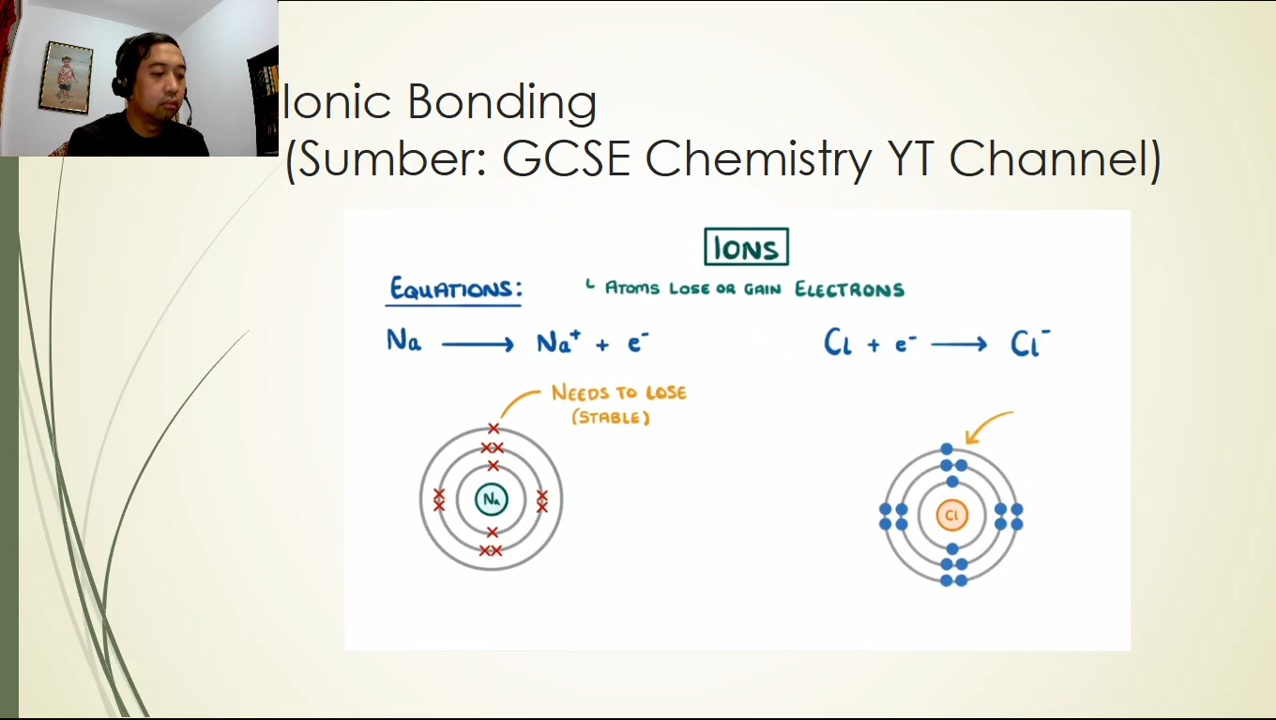 Ionic Bonding
(Sumber: GCSE Chemistry YT Channel)
IONS
EQUATIONS:
↳ ATOMS LOSE OR GAIN ELECTRONS
Na → Na⁺ + e⁻
Cl + e⁻ → Cl⁻
NEEDS TO LOSE
(STABLE)
Na
Cl